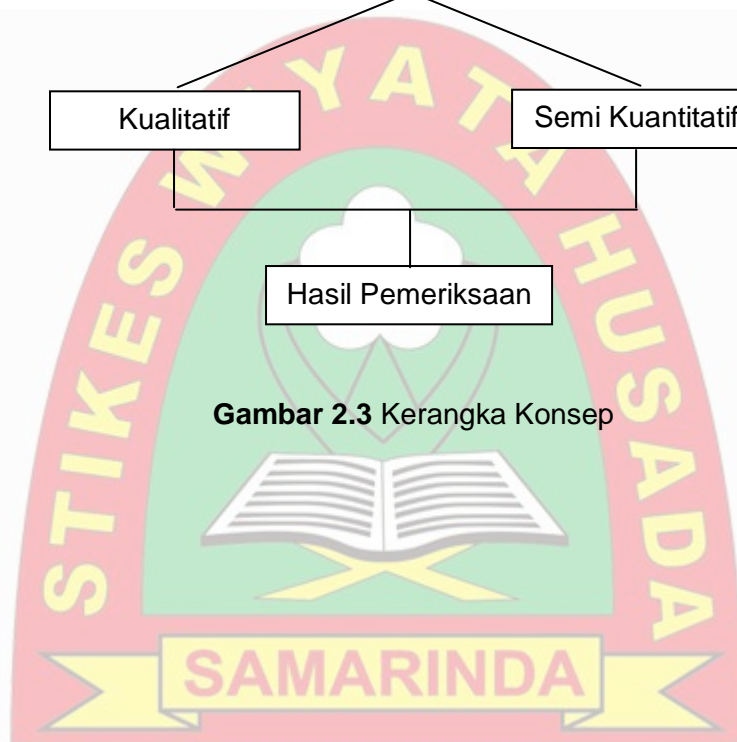 Kualitatif
Semi Kuantitatif
Hasil Pemeriksaan
Gambar 2.3 Kerangka Konsep
STIKES WIYATA HUSADA
SAMARINDA